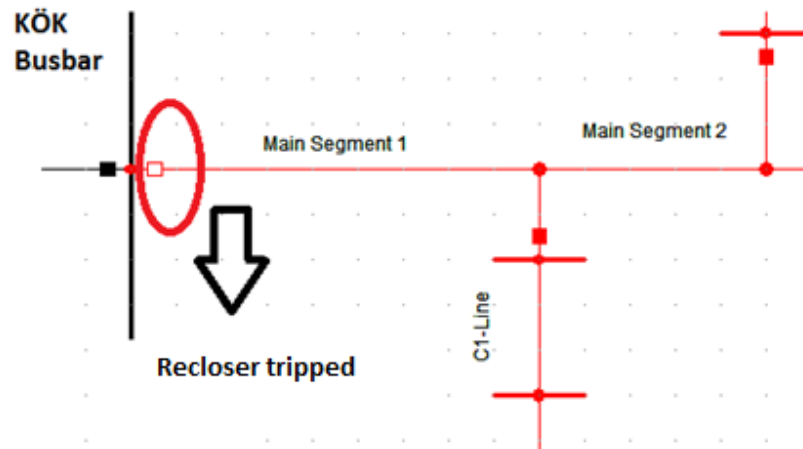 KÖK
Busbar
Main Segment 1
Main Segment 2
C1-Line
Recloser tripped